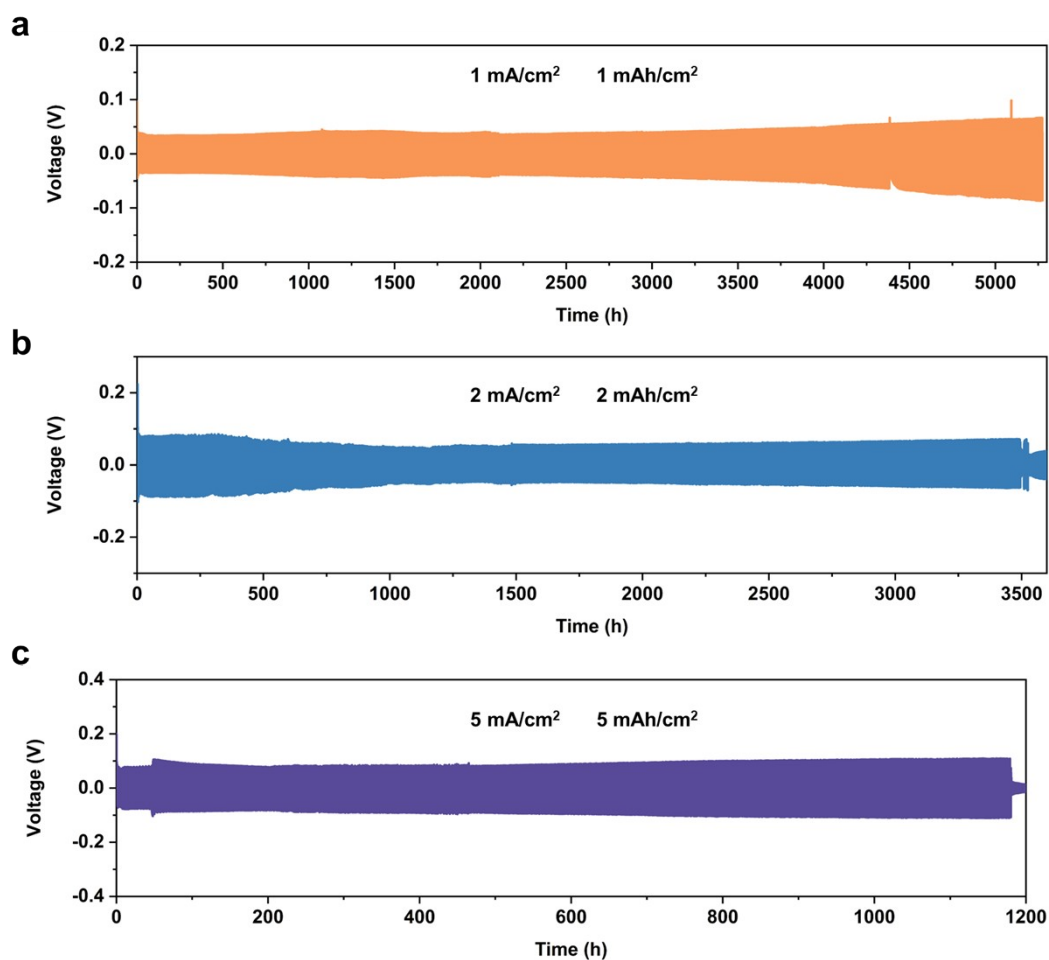 a
0.2
0.1
0.0
-0.1
-0.2
Voltage (V)
1 mA/cm² 1 mAh/cm²
0 500 1000 1500 2000 2500 3000 3500 4000 4500 5000
Time (h)
b
0.2
0.0
-0.2
Voltage (V)
2 mA/cm² 2 mAh/cm²
0 500 1000 1500 2000 2500 3000 3500
Time (h)
c
0.4
0.2
0.0
-0.2
-0.4
Voltage (V)
5 mA/cm² 5 mAh/cm²
0 200 400 600 800 1000 1200
Time (h)